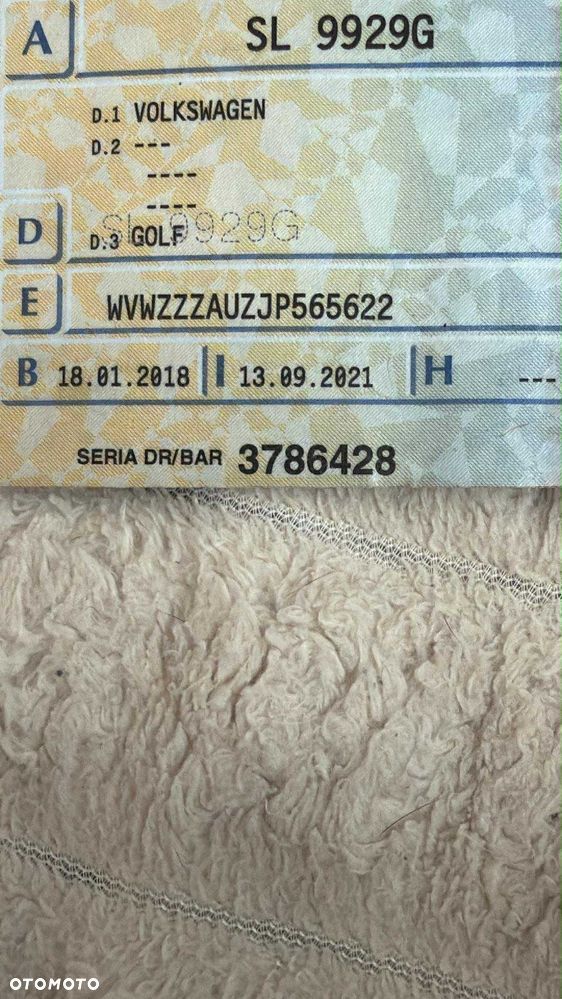 A SL 9929G
D.1 VOLKSWAGEN
D.2 ---
----
----
SL 9929G
D D.3 GOLF
E WVWZZZAUZJP565622
B 18.01.2018 I 13.09.2021 H ---
SERIA DR/BAR 3786428
OTOMOTO